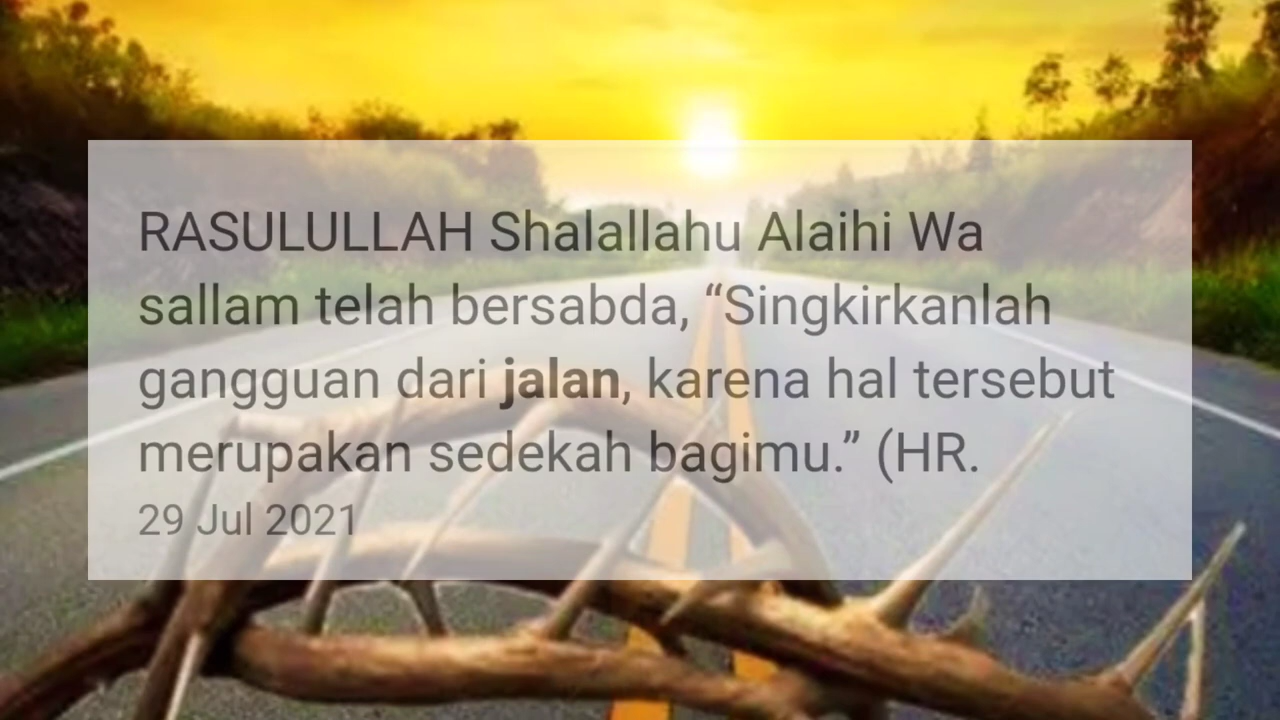 RASULULLAH Shalallahu Alaihi Wa
sallam telah bersabda, “Singkirkanlah
gangguan dari jalan, karena hal tersebut
merupakan sedekah bagimu.” (HR.
29 Jul 2021